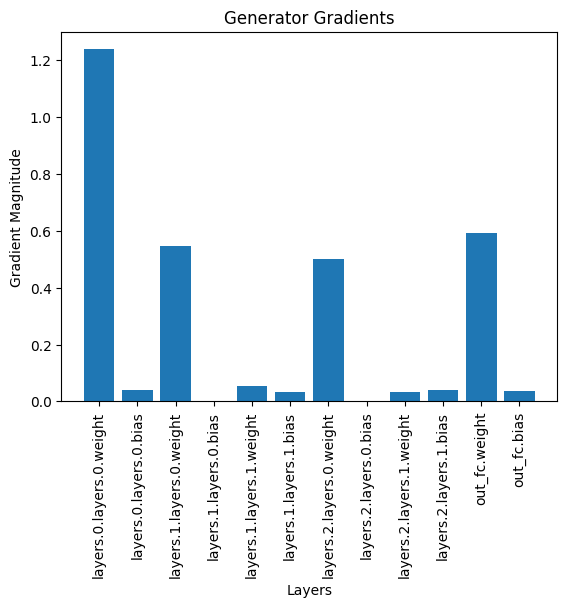 Generator Gradients
Gradient Magnitude
1.2
1.0
0.8
0.6
0.4
0.2
0.0
layers.0.layers.0.weight
layers.0.layers.0.bias
layers.1.layers.0.weight
layers.1.layers.0.bias
layers.1.layers.1.weight
layers.1.layers.1.bias
layers.2.layers.0.weight
layers.2.layers.0.bias
layers.2.layers.1.weight
layers.2.layers.1.bias
out_fc.weight
out_fc.bias
Layers